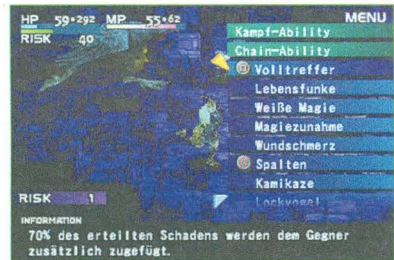 HP 59•292 MP 55•62
RISK 40
MENU
Kampf-Ability
Chain-Ability
Volltreffer
Lebensfunke
Weiße Magie
Magiezunahme
Wundschmerz
Spalten
Kamikaze
Lockvogel
RISK 1
INFORMATION
70% des erteilten Schadens werden dem Gegner
zusätzlich zugefügt.